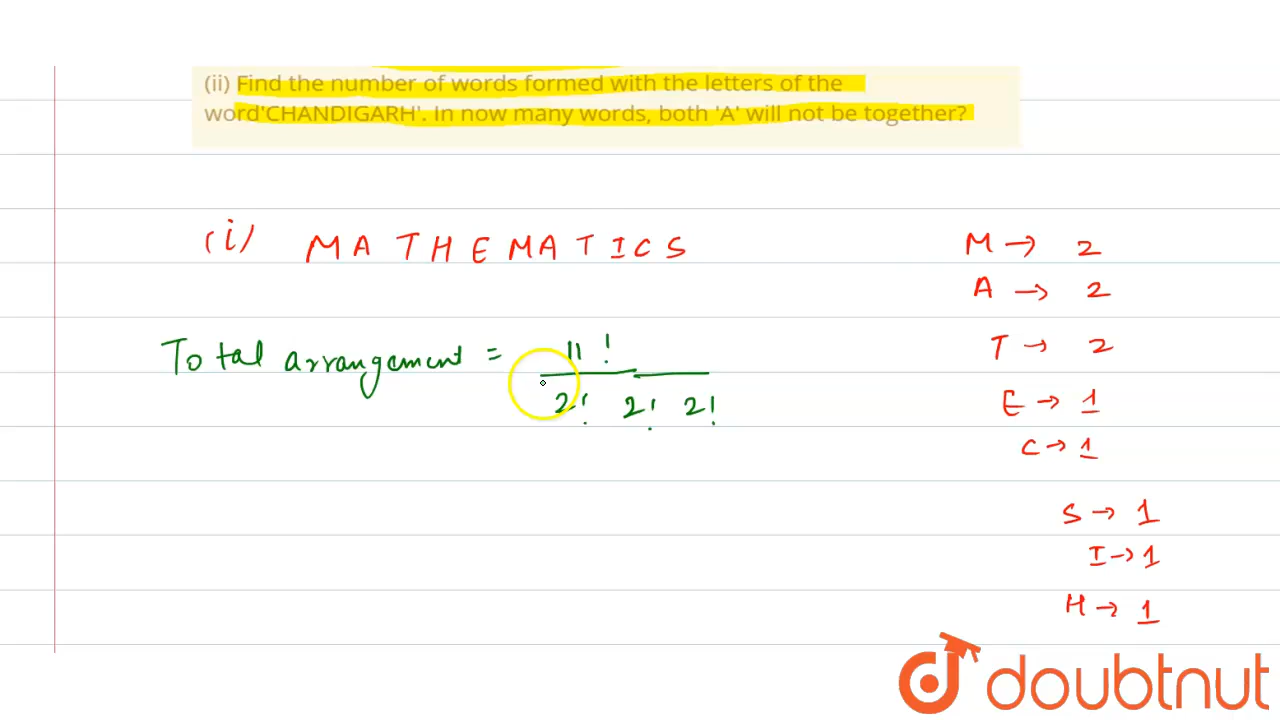 (ii) Find the number of words formed with the letters of the
word'CHANDIGARH'. In now many words, both 'A' will not be together?
(i) MATHEMATICS
M → 2
A → 2
Total arrangement = 11!
2! 2! 2!
T → 2
E → 1
C → 1
S → 1
I → 1
H → 1
doubtnut